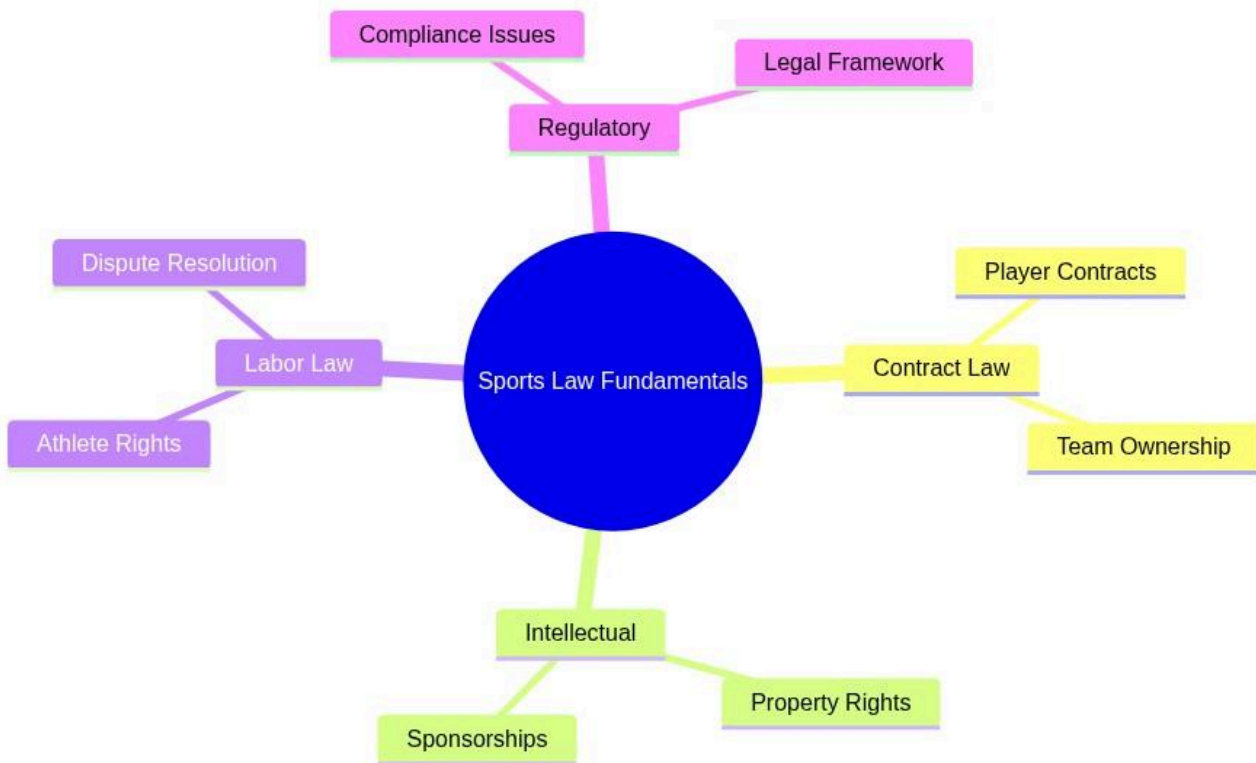 Compliance Issues
Legal Framework
Regulatory
Dispute Resolution
Player Contracts
Labor Law
Contract Law
Sports Law Fundamentals
Athlete Rights
Team Ownership
Intellectual
Property Rights
Sponsorships